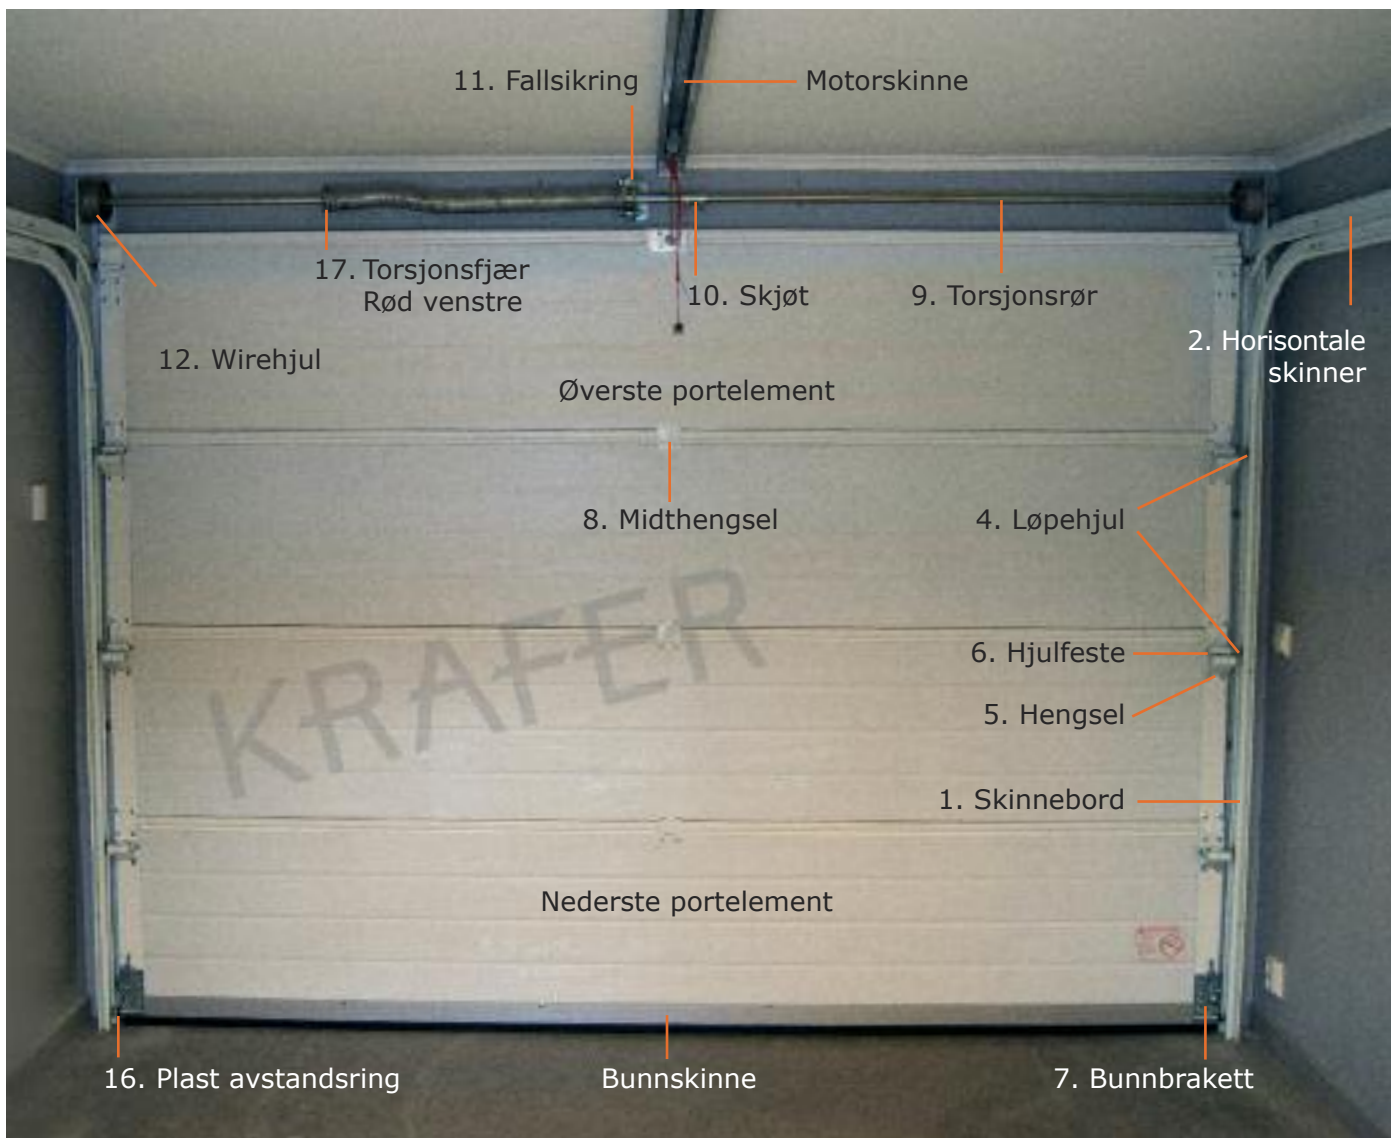 11. Fallsikring
Motorskinne
17. Torsjonsfjær
Rød venstre
10. Skjøt
9. Torsjonsrør
2. Horisontale
skinner
12. Wirehjul
Øverste portelement
8. Midthengsel
4. Løpehjul
6. Hjulfeste
5. Hengsel
KRAFER
1. Skinnebord
Nederste portelement
16. Plast avstandsring
Bunnskinne
7. Bunnbrakett